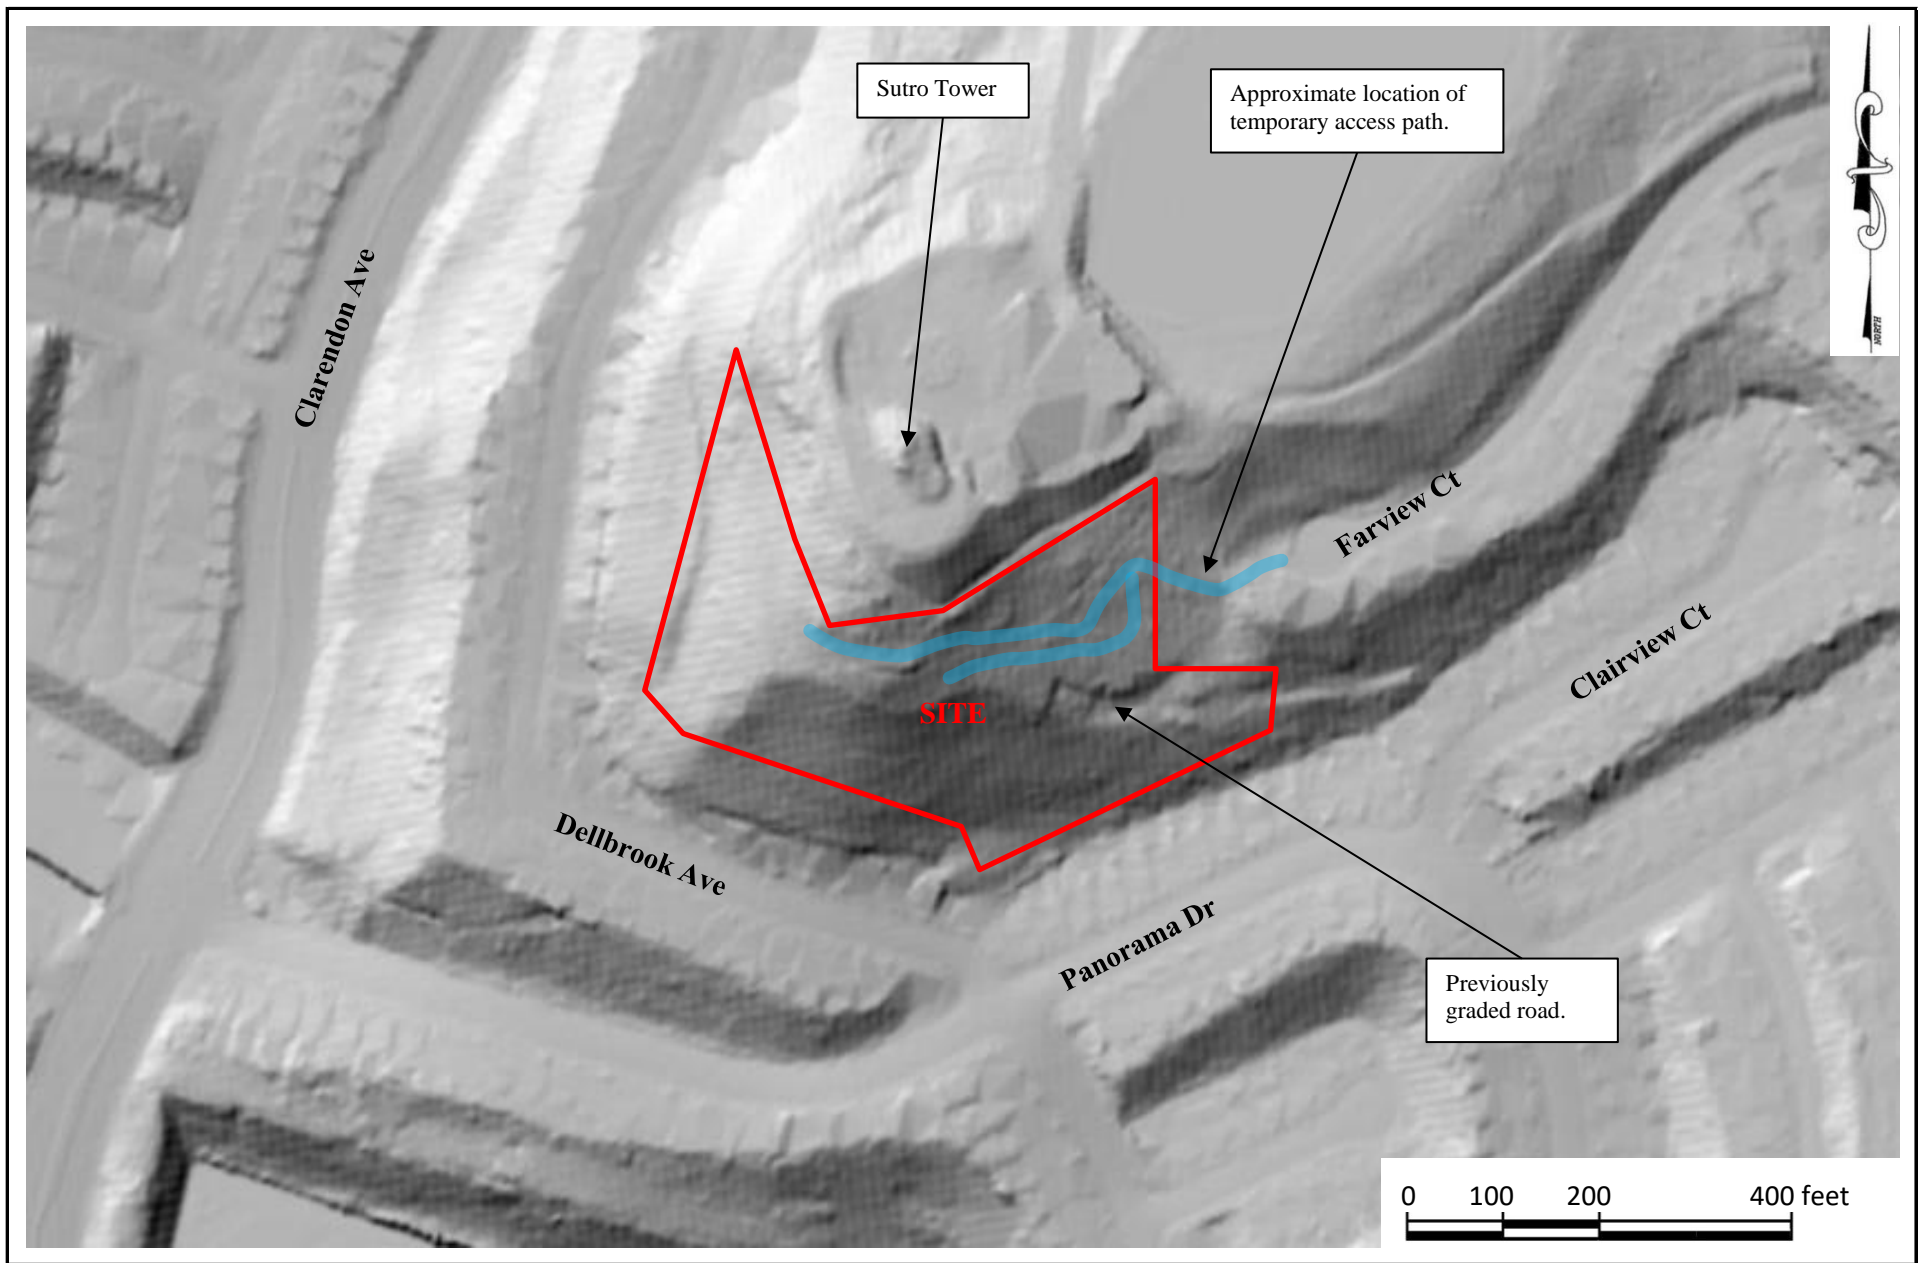 Sutro Tower
Approximate location of
temporary access path.
NORTH
Clarendon Ave
Farview Ct
Clairview Ct
SITE
Dellbrook Ave
Panorama Dr
Previously
graded road.
0 100 200 400 feet